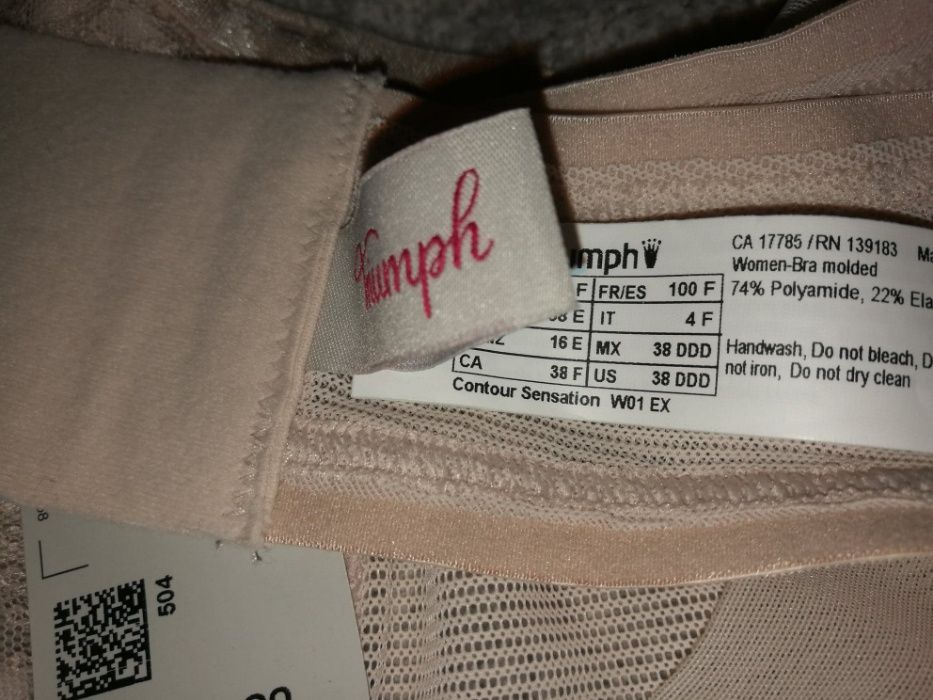 umph
F FR/ES 100 F
38 E IT 4 F
16 E MX 38 DDD
CA 38 F US 38 DDD
Contour Sensation W01 EX
CA 17785 / RN 139183
Women-Bra molded
74% Polyamide, 22% Ela
Handwash, Do not bleach, D
not iron, Do not dry clean
504